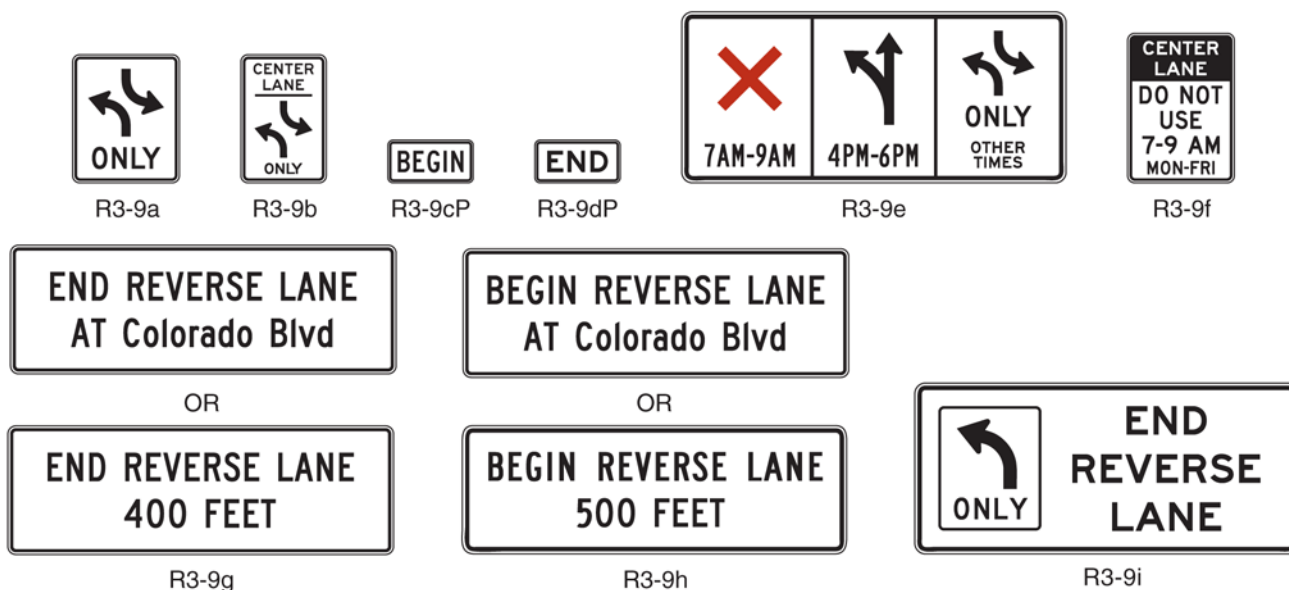 ONLY
R3-9a
CENTER
LANE
ONLY
R3-9b
BEGIN
R3-9cP
END
R3-9dP
7AM-9AM
4PM-6PM
ONLY
OTHER
TIMES
R3-9e
CENTER
LANE
DO NOT
USE
7-9 AM
MON-FRI
R3-9f
END REVERSE LANE
AT Colorado Blvd
OR
END REVERSE LANE
400 FEET
R3-9g
BEGIN REVERSE LANE
AT Colorado Blvd
OR
BEGIN REVERSE LANE
500 FEET
R3-9h
ONLY
END
REVERSE
LANE
R3-9i